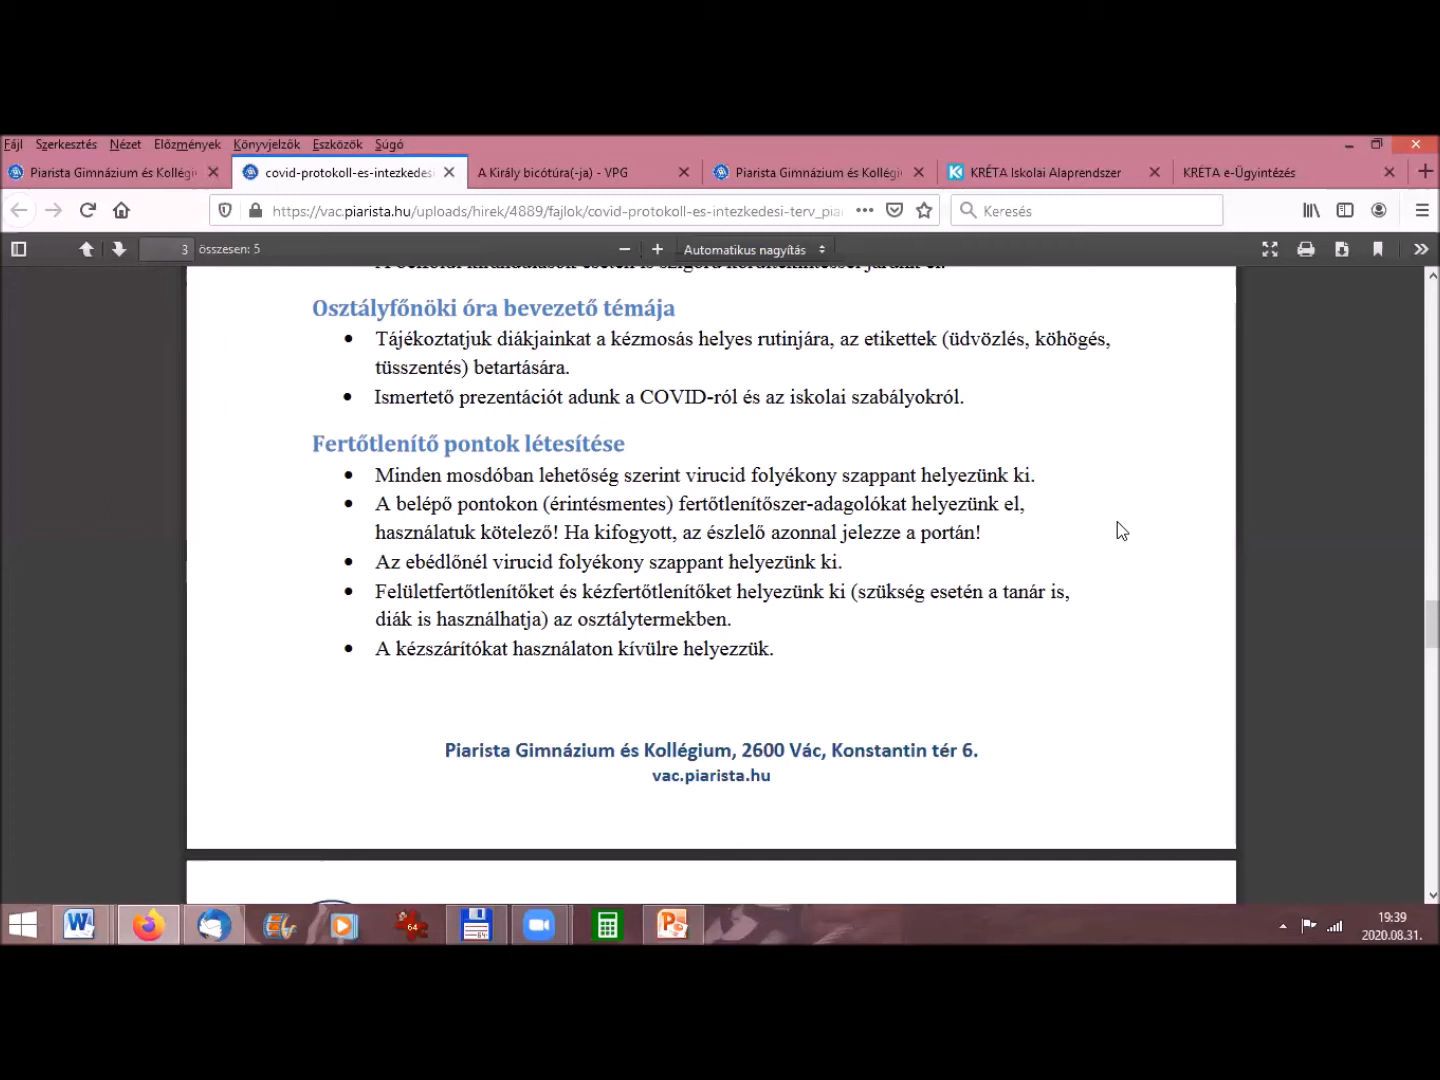 Fájl Szerkesztés Nézet Előzmények Könyvjelzők Eszközök Súgó
Piarista Gimnázium és Kollégi covid-protokoll-es-intezkedesi A Király bicótúra(-ja) - VPG Piarista Gimnázium és Kollégi KRÉTA Iskolai Alaprendszer KRÉTA e-Ügyintézés
https://vac.piarista.hu/uploads/hirek/4889/fajlok/covid-protokoll-es-intezkedesi-terv_pia Keresés
3 összesen: 5 Automatikus nagyítás
Osztályfőnöki óra bevezető témája
• Tájékoztatjuk diákjainkat a kézmosás helyes rutinjára, az etikettek (üdvözlés, köhögés,
tüsszentés) betartására.
• Ismertető prezentációt adunk a COVID-ról és az iskolai szabályokról.
Fertőtlenítő pontok létesítése
• Minden mosdóban lehetőség szerint virucid folyékony szappant helyezünk ki.
• A belépő pontokon (érintésmentes) fertőtlenítőszer-adagolókat helyezünk el,
használatuk kötelező! Ha kifogyott, az észlelő azonnal jelezze a portán!
• Az ebédlőnél virucid folyékony szappant helyezünk ki.
• Felületfertőtlenítőket és kézfertőtlenítőket helyezünk ki (szükség esetén a tanár is,
diák is használhatja) az osztálytermekben.
• A kézszárítókat használaton kívülre helyezzük.
Piarista Gimnázium és Kollégium, 2600 Vác, Konstantin tér 6.
vac.piarista.hu
64
19:39
2020.08.31.